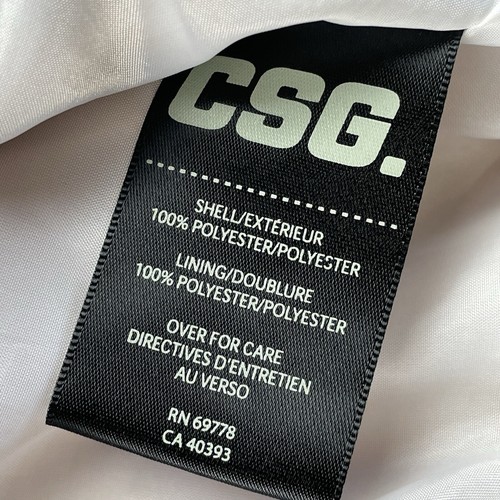 CSG.
SHELL/EXTÉRIEUR
100% POLYESTER/POLYESTER
LINING/DOUBLURE
100% POLYESTER/POLYESTER
OVER FOR CARE
DIRECTIVES D'ENTRETIEN
AU VERSO
RN 69778
CA 40393